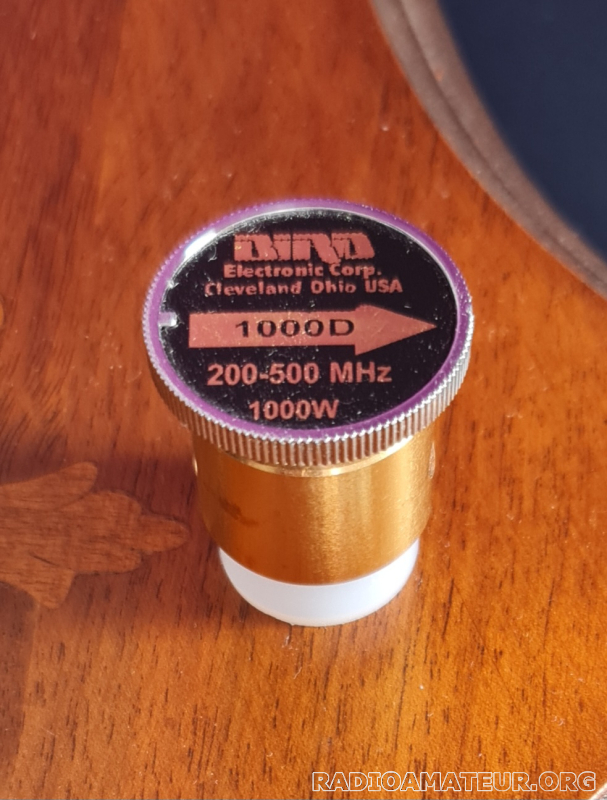 BIRD
Electronic Corp.
Cleveland Ohio USA
1000D
200-500 MHz
1000W
RADIOAMATEUR.ORG